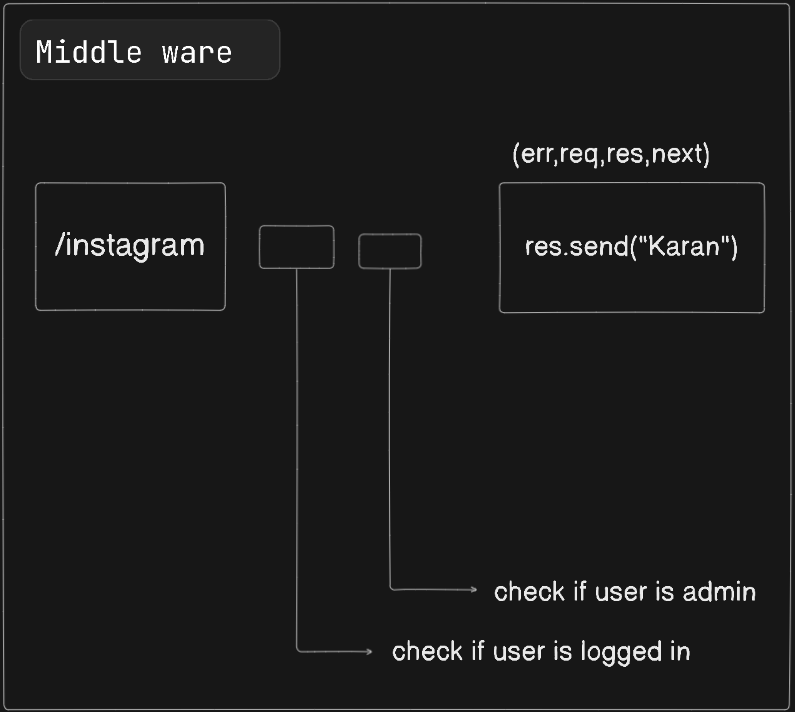 Middle ware
(err,req,res,next)
/instagram
res.send("Karan")
check if user is admin
check if user is logged in